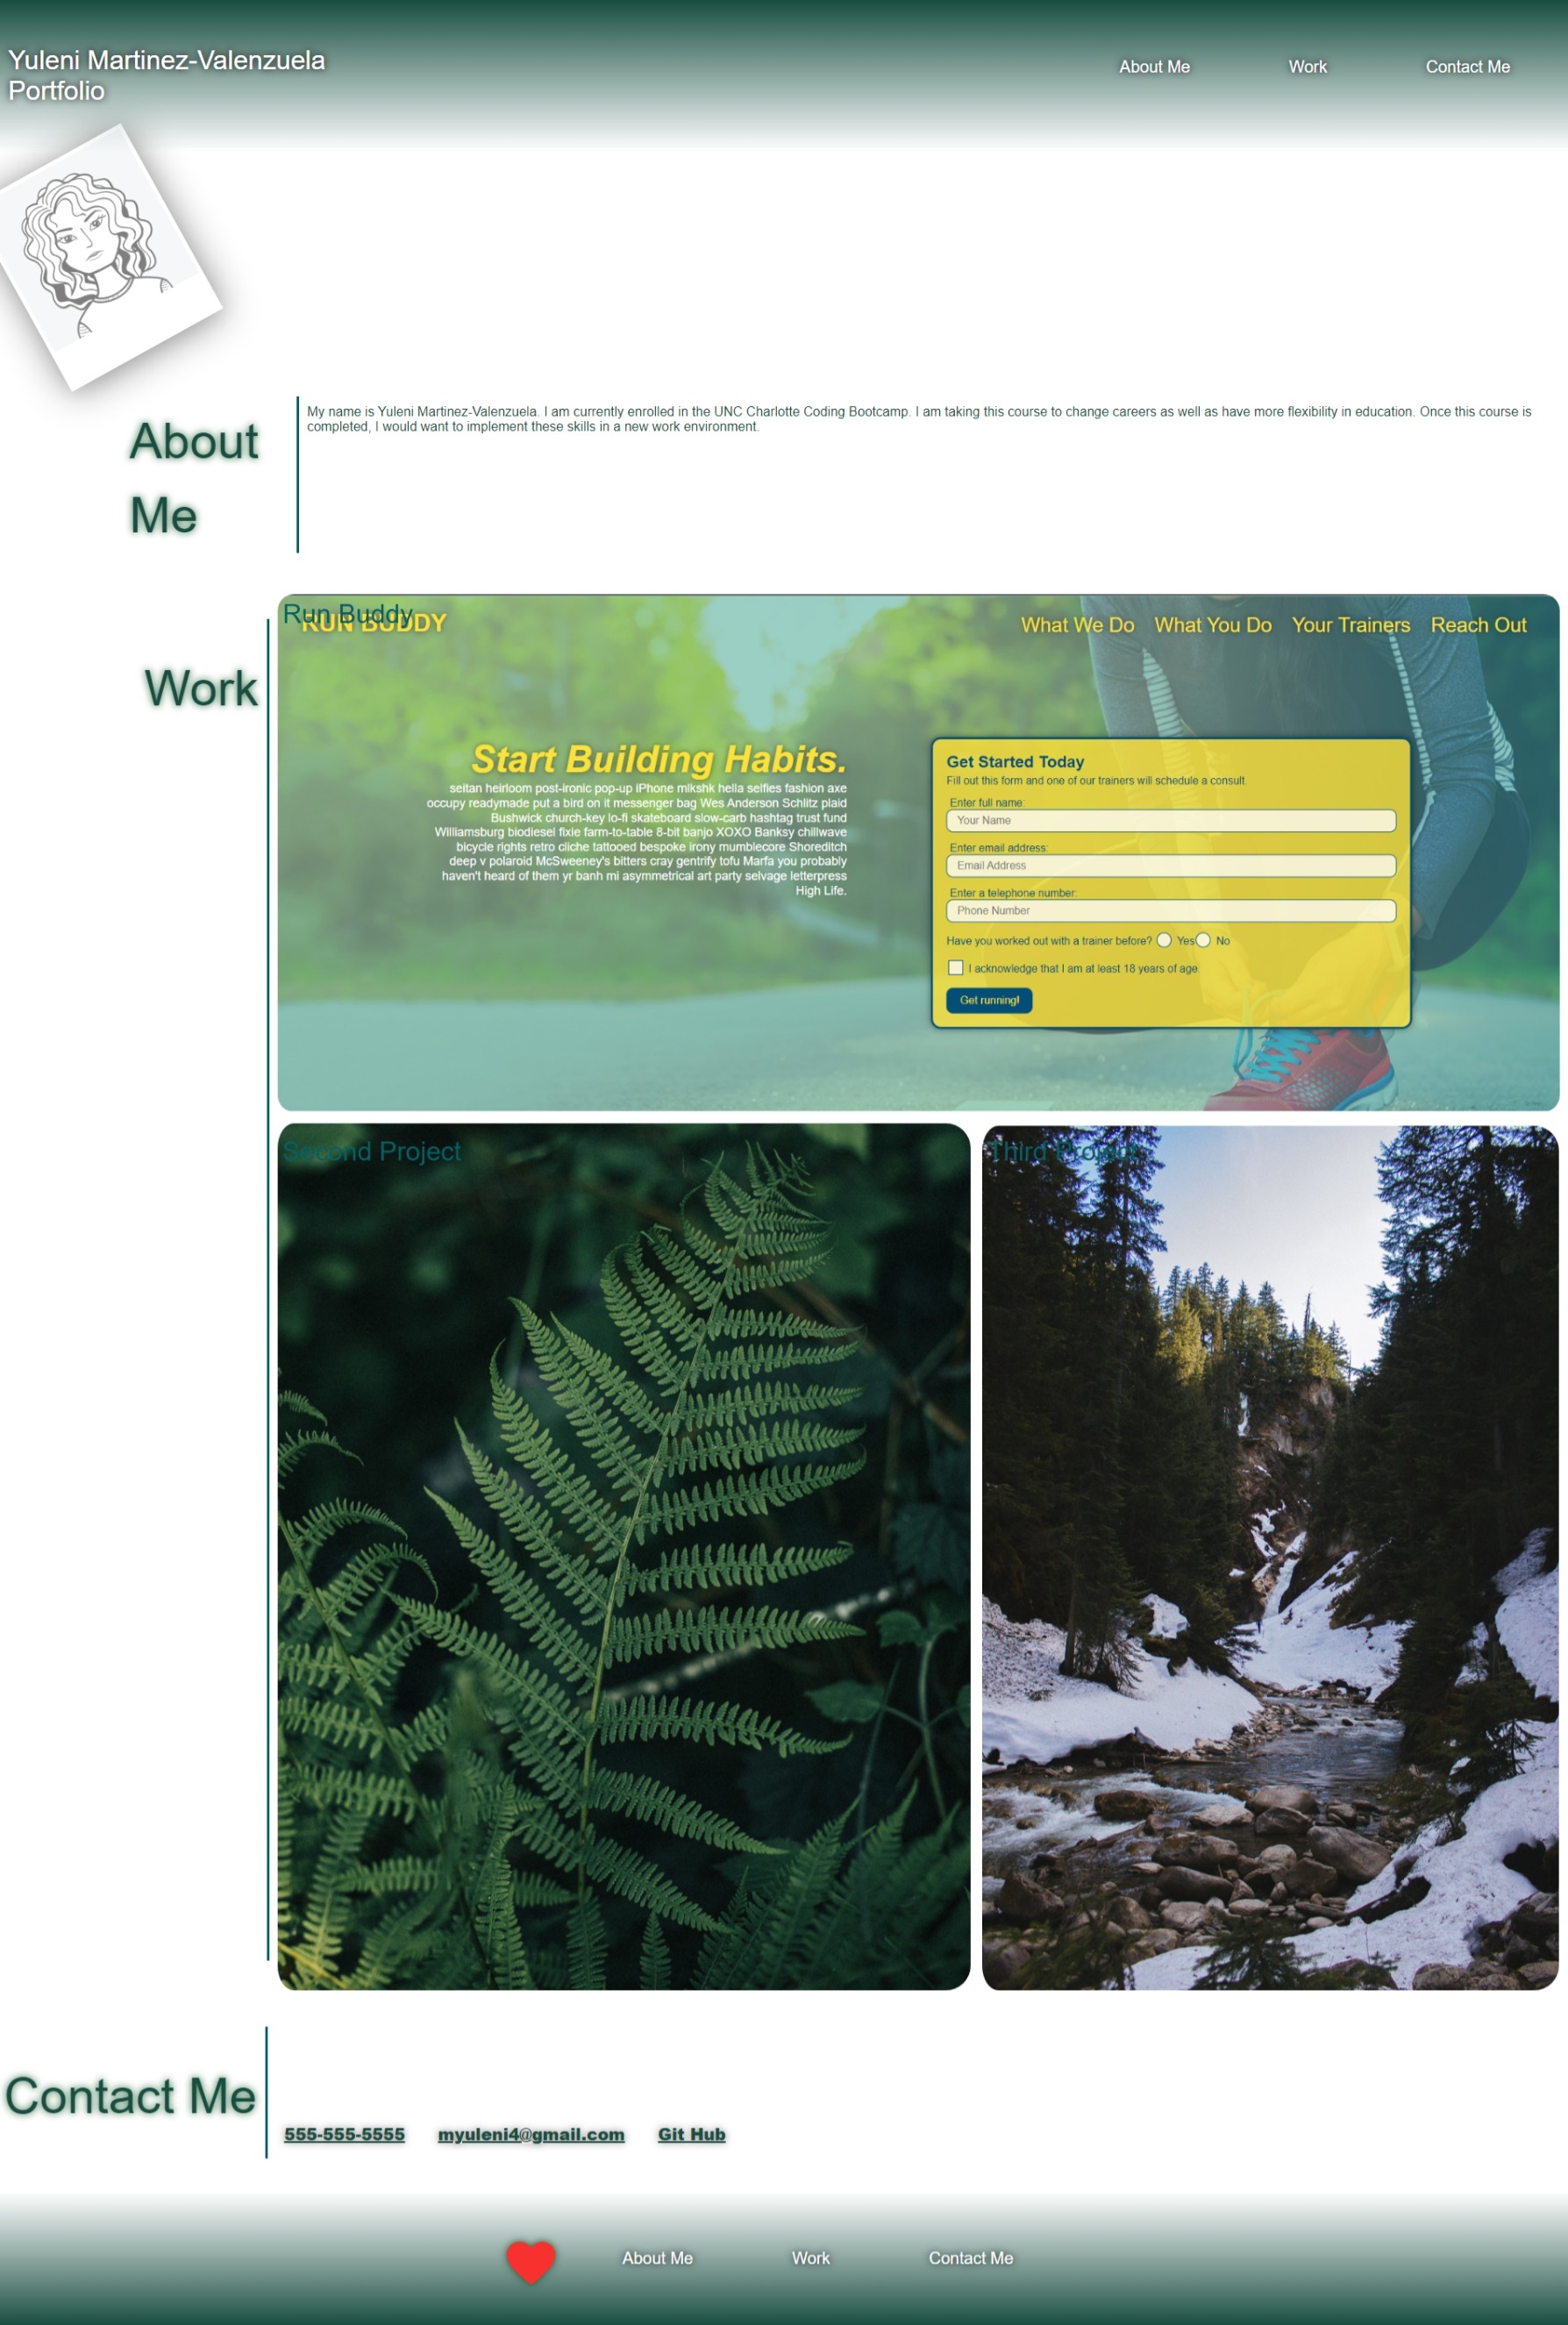 Yuleni Martinez-Valenzuela
Portfolio
About Me
Work
Contact Me
About
Me
My name is Yuleni Martinez-Valenzuela. I am currently enrolled in the UNC Charlotte Coding Bootcamp. I am taking this course to change careers as well as have more flexibility in education. Once this course is
completed, I would want to implement these skills in a new work environment.
Work
Run Buddy
RUN BUDDY
What We Do
What You Do
Your Trainers
Reach Out
Start Building Habits.
seitan heirloom post-ironic pop-up iPhone mikshk hella selfies fashion axe
occupy readymade put a bird on it messenger bag Wes Anderson Schlitz plaid
Bushwick church-key lo-fi skateboard slow-carb hashtag trust fund
Williamsburg biodiesel fixie farm-to-table 8-bit banjo XOXO Banksy chillwave
bicycle rights retro cliche tattooed bespoke irony mumblecore Shoreditch
deep v polaroid McSweeney's bitters cray gentrify tofu Marfa you probably
haven't heard of them yr banh mi asymmetrical art party selvage letterpress
High Life.
Get Started Today
Fill out this form and one of our trainers will schedule a consult.
Enter full name:
Your Name
Enter email address:
Email Address
Enter a telephone number:
Phone Number
Have you worked out with a trainer before? Yes No
I acknowledge that I am at least 18 years of age.
Get running!
Second Project
Third Project
Contact Me
555-555-5555
myuleni4@gmail.com
Git Hub
About Me
Work
Contact Me